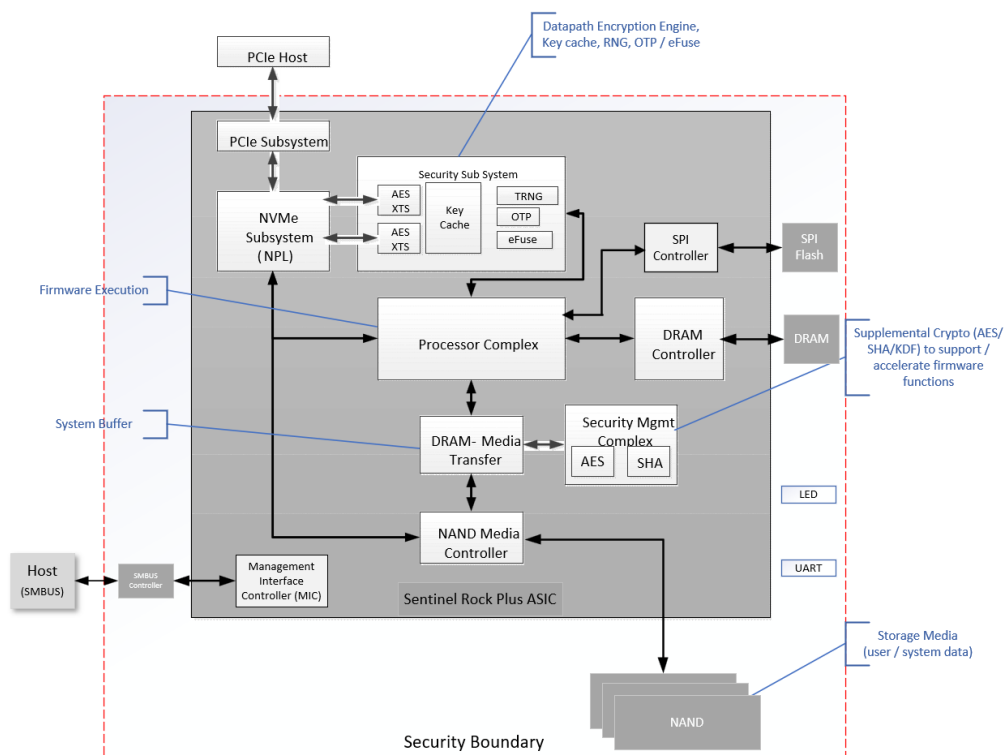 Datapath Encryption Engine,
Key cache, RNG, OTP / eFuse
PCIe Host
PCIe Subsystem
Security Sub System
AES
XTS
Key
Cache
TRNG
OTP
eFuse
AES
XTS
NVMe
Subsystem
(NPL)
SPI
Controller
SPI
Flash
Firmware Execution
Processor Complex
DRAM
Controller
DRAM
Supplemental Crypto (AES/
SHA/KDF) to support /
accelerate firmware
functions
System Buffer
DRAM- Media
Transfer
Security Mgmt
Complex
AES
SHA
LED
NAND Media
Controller
UART
Host
(SMBUS)
SMBUS
Controller
Management
Interface
Controller (MIC)
Sentinel Rock Plus ASIC
Storage Media
(user / system data)
NAND
Security Boundary